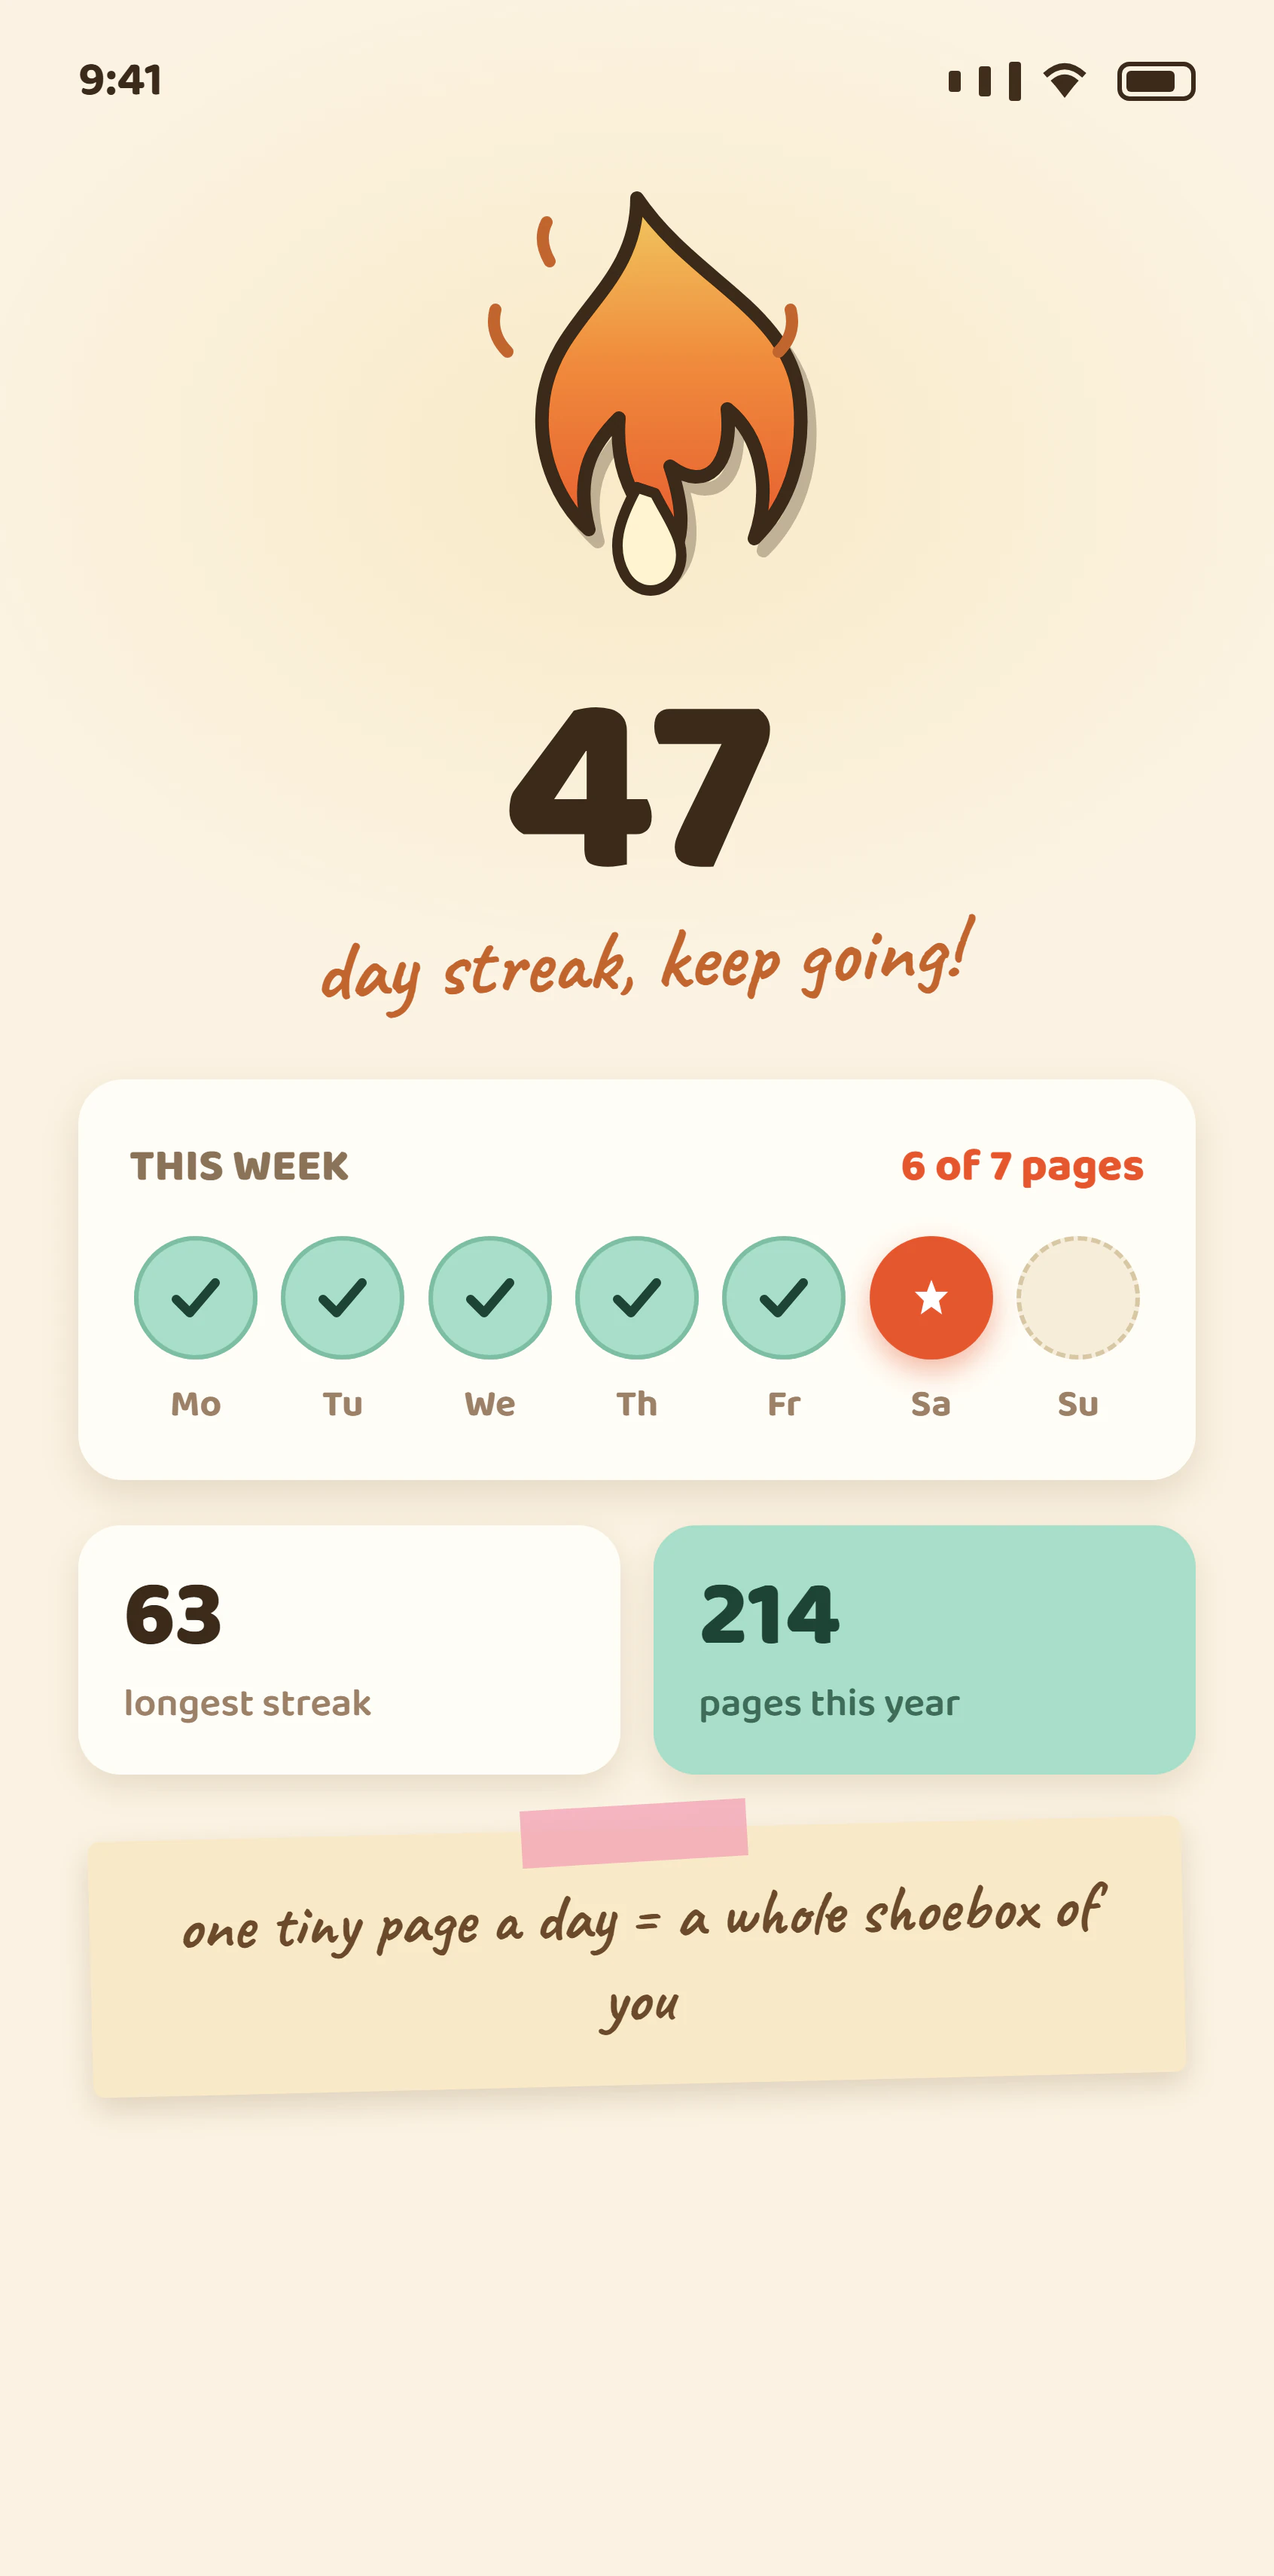 9:41
47
day streak, keep going!
THIS WEEK
6 of 7 pages
Mo Tu We Th Fr Sa Su
63
longest streak
214
pages this year
one tiny page a day = a whole shoebox of
you